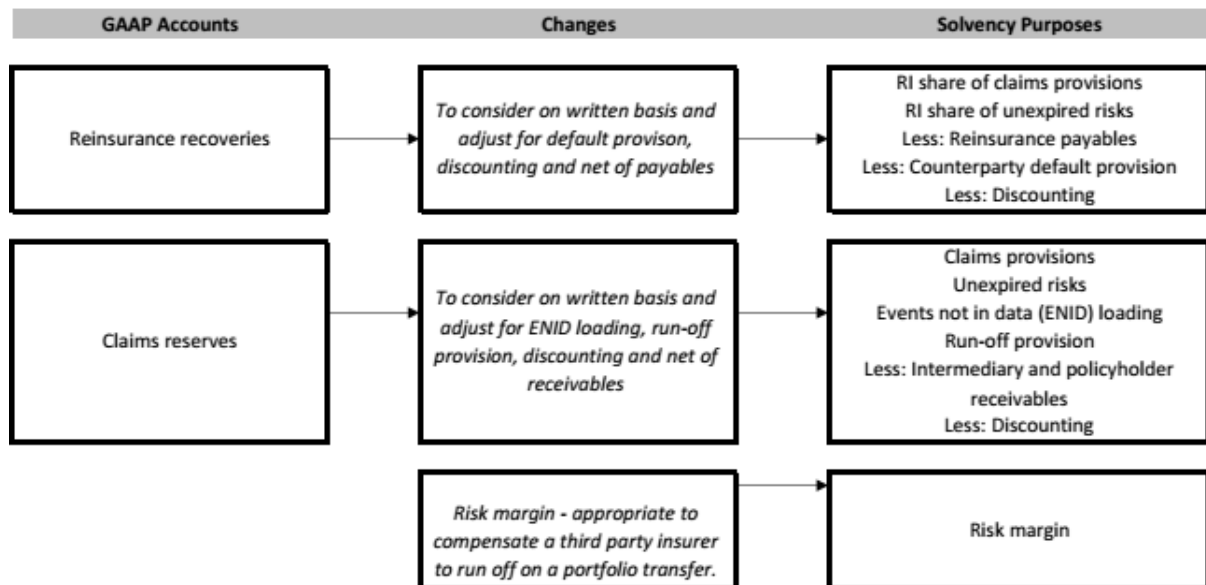 GAAP Accounts Changes Solvency Purposes
Reinsurance recoveries
To consider on written basis and
adjust for default provison,
discounting and net of payables
RI share of claims provisions
RI share of unexpired risks
Less: Reinsurance payables
Less: Counterparty default provision
Less: Discounting
Claims reserves
To consider on written basis and
adjust for ENID loading, run-off
provision, discounting and net of
receivables
Claims provisions
Unexpired risks
Events not in data (ENID) loading
Run-off provision
Less: Intermediary and policyholder
receivables
Less: Discounting
Risk margin - appropriate to
compensate a third party insurer
to run off on a portfolio transfer.
Risk margin